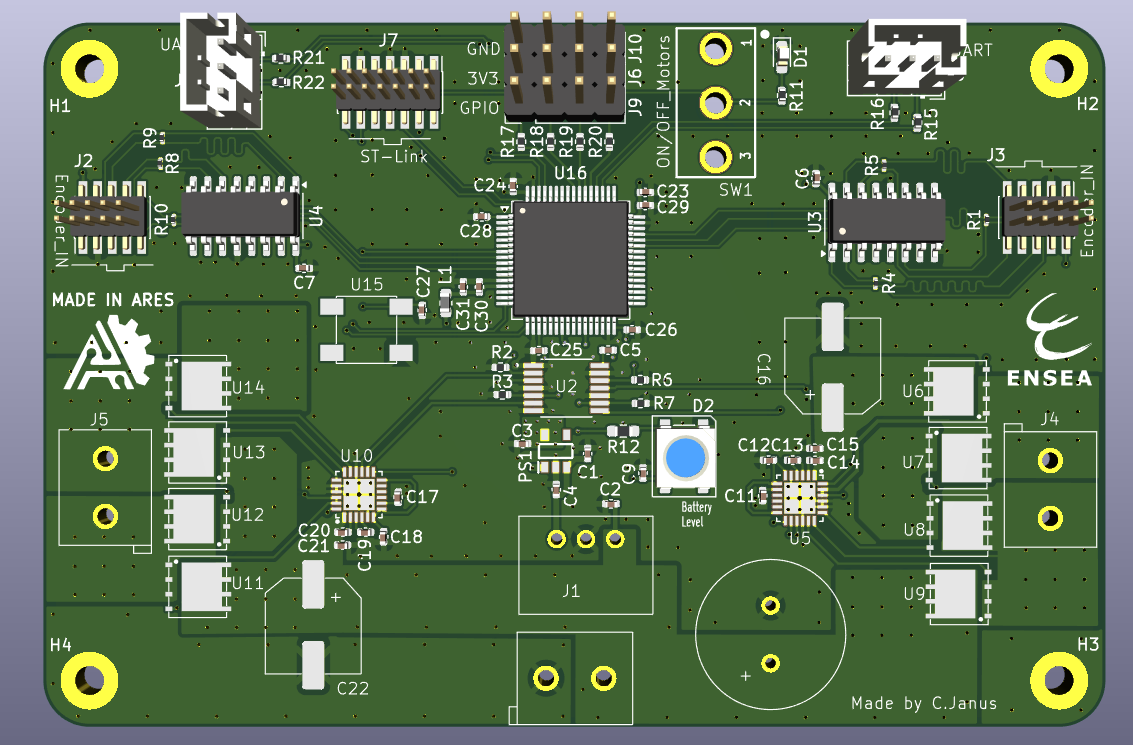 UA
J
R21
R22
J7
GND
3V3
GPIO
J10
J6
J9
ON/OFF_Motors
1
2
3
D1
R11
ART
R16
R15
H1
H2
R9
R8
ST-Link
R17
R18
R19
R20
U16
SW1
J2
Encoder_IN
R10
U4
C24
C23
C29
C28
C6
R5
J3
U3
R1
Encoder_IN
C7
R4
MADE IN ARES
U15
C27
L1
C31
C30
C26
C25
C5
C16
+
ENSEA
R2
R3
U2
R6
R7
U14
U6
J5
C3
R12
D2
J4
U13
U10
PS1
C1
C9
C12
C13
C15
C14
U7
C17
C4
C2
C11
Battery
Level
U12
C20
C21
C19
C18
U5
U8
U11
+
J1
U9
H4
H3
C22
+
Made by C.Janus